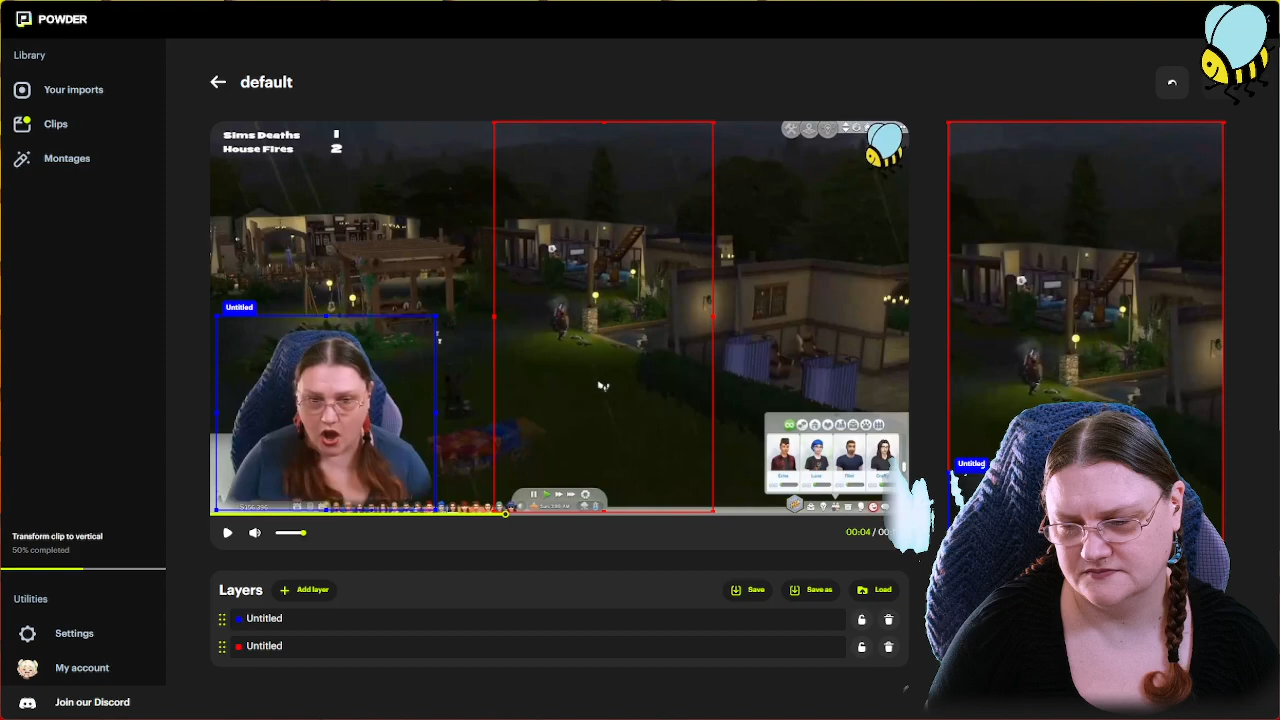 POWDER
Library
Your imports
Clips
Montages
Transform clip to vertical
50% completed
Utilities
Settings
My account
Join our Discord
default
Sims Deaths 1
House Fires 2
Untitled
Untitled
00:04 / 00
Layers
Add layer
Save
Save as
Load
Untitled
Untitled